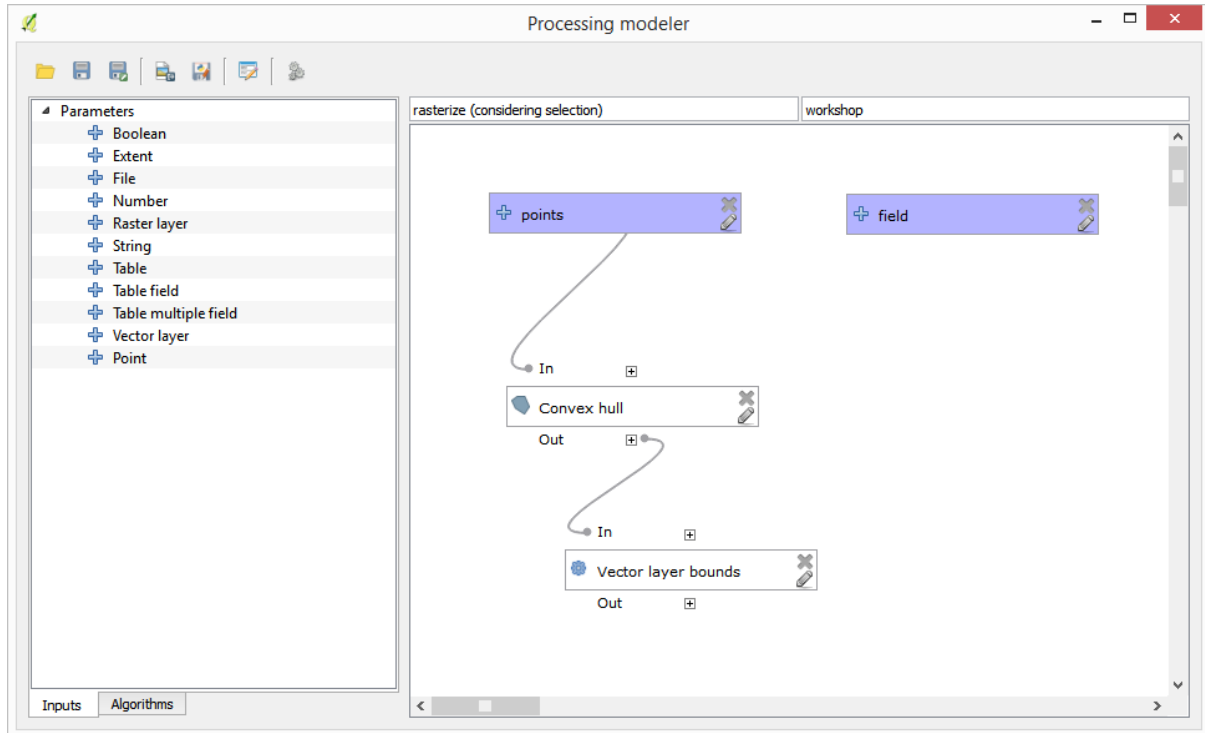 Processing modeler
Parameters
Boolean
Extent
File
Number
Raster layer
String
Table
Table field
Table multiple field
Vector layer
Point
Inputs
Algorithms
rasterize (considering selection)
workshop
points
field
In
Convex hull
Out
In
Vector layer bounds
Out